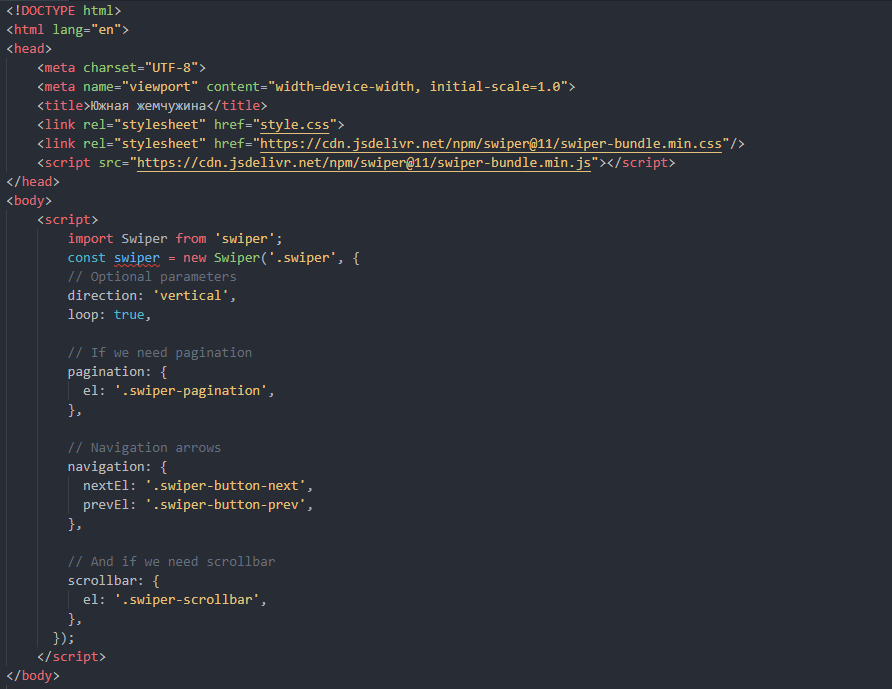 <!DOCTYPE html>
<html lang="en">
<head>
    <meta charset="UTF-8">
    <meta name="viewport" content="width=device-width, initial-scale=1.0">
    <title>Южная жемчужина</title>
    <link rel="stylesheet" href="style.css">
    <link rel="stylesheet" href="https://cdn.jsdelivr.net/npm/swiper@11/swiper-bundle.min.css"/>
    <script src="https://cdn.jsdelivr.net/npm/swiper@11/swiper-bundle.min.js"></script>
</head>
<body>
    <script>
        import Swiper from 'swiper';
        const swiper = new Swiper('.swiper', {
        // Optional parameters
        direction: 'vertical',
        loop: true,

        // If we need pagination
        pagination: {
          el: '.swiper-pagination',
        },

        // Navigation arrows
        navigation: {
          nextEl: '.swiper-button-next',
          prevEl: '.swiper-button-prev',
        },

        // And if we need scrollbar
        scrollbar: {
          el: '.swiper-scrollbar',
        },
      });
    </script>
</body>